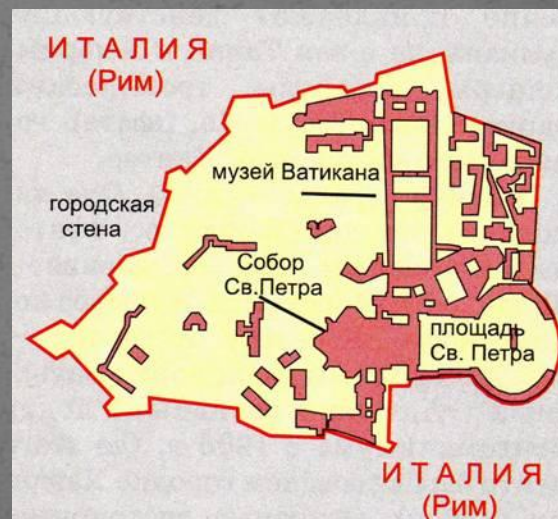 ИТАЛИЯ
(Рим)
музей Ватикана
городская
стена
Собор
Св.Петра
площадь
Св. Петра
ИТАЛИЯ
(Рим)